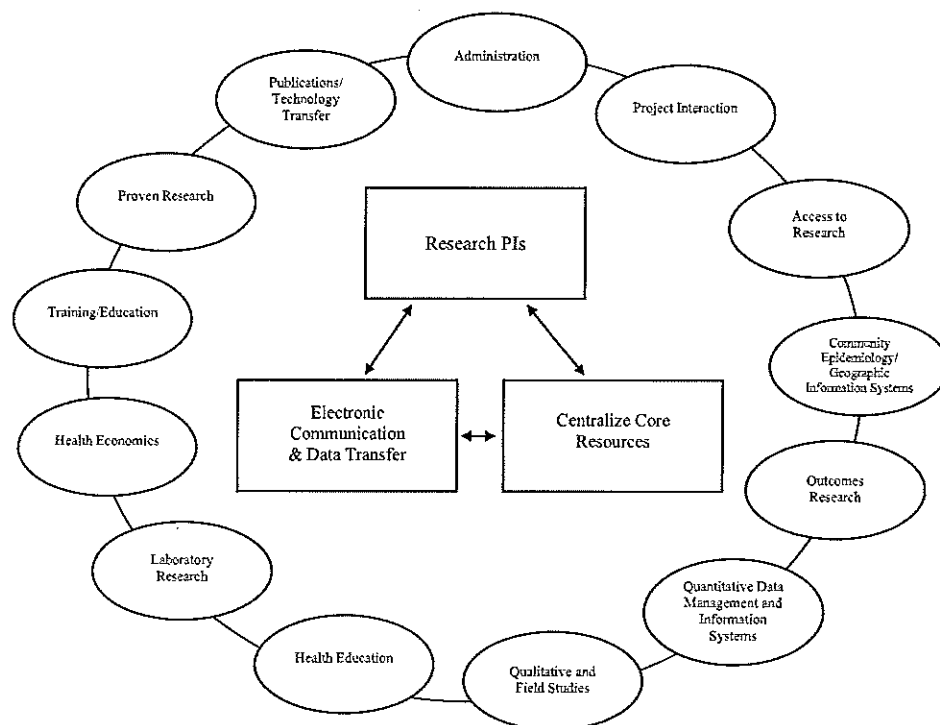 Administration
Publications/
Technology
Transfer
Project Interaction
Proven Research
Access to
Research
Research PIs
Training/Education
Community
Epidemiology/
Geographic
Information Systems
Electronic
Communication
& Data Transfer
Centralize Core
Resources
Health Economics
Outcomes
Research
Laboratory
Research
Quantitative Data
Management and
Information
Systems
Health Education
Qualitative and
Field Studies